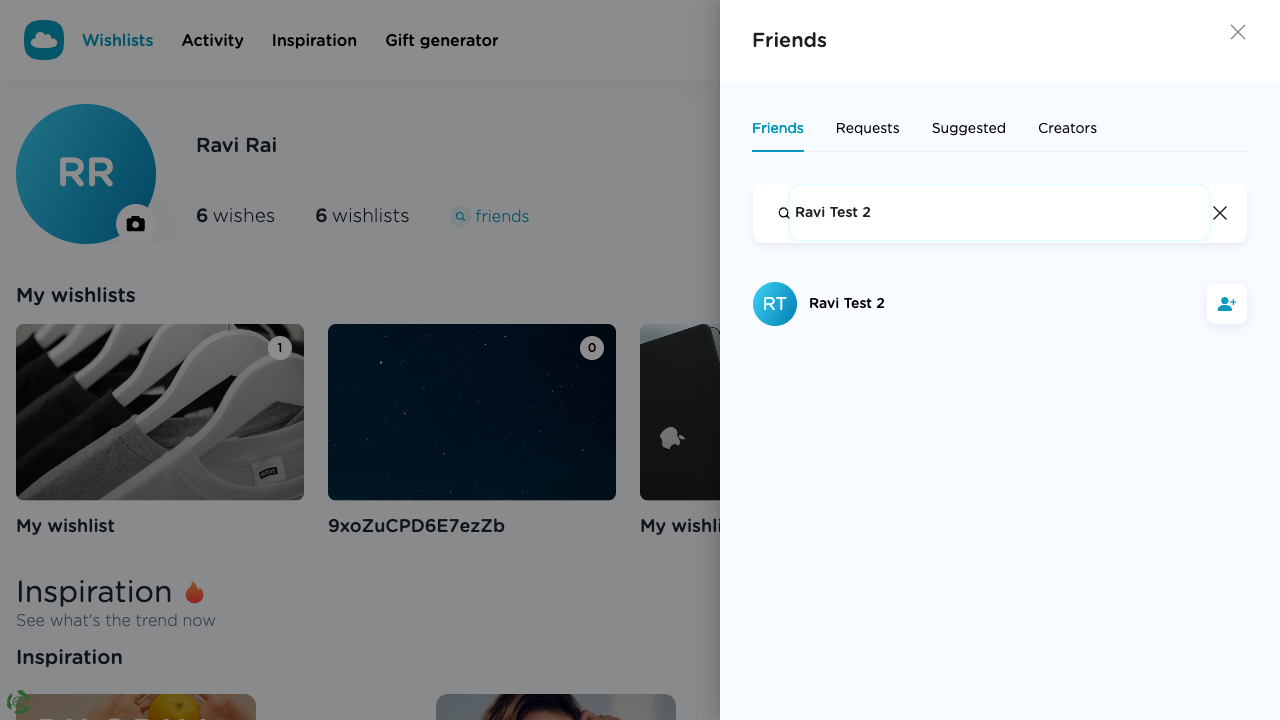 Wishlists Activity Inspiration Gift generator
RR
Ravi Rai
6 wishes 6 wishlists friends
My wishlists
1
0
My wishlist
9xoZuCPD6E7ezZb
My wishli
Inspiration
See what's the trend now
Inspiration
Friends
Friends Requests Suggested Creators
Ravi Test 2
RT Ravi Test 2